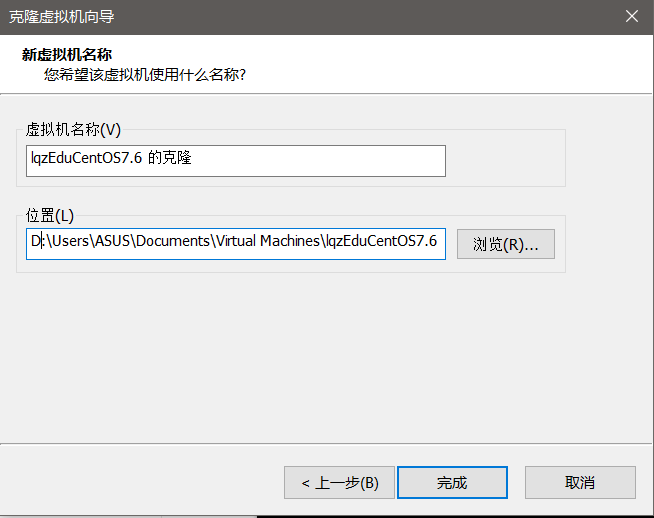 克隆虚拟机向导
新虚拟机名称
您希望该虚拟机使用什么名称?
虚拟机名称(V)
lqzEduCentOS7.6 的克隆
位置(L)
D:\Users\ASUS\Documents\Virtual Machines\lqzEduCentOS7.6
浏览(R)...
< 上一步(B)
完成
取消